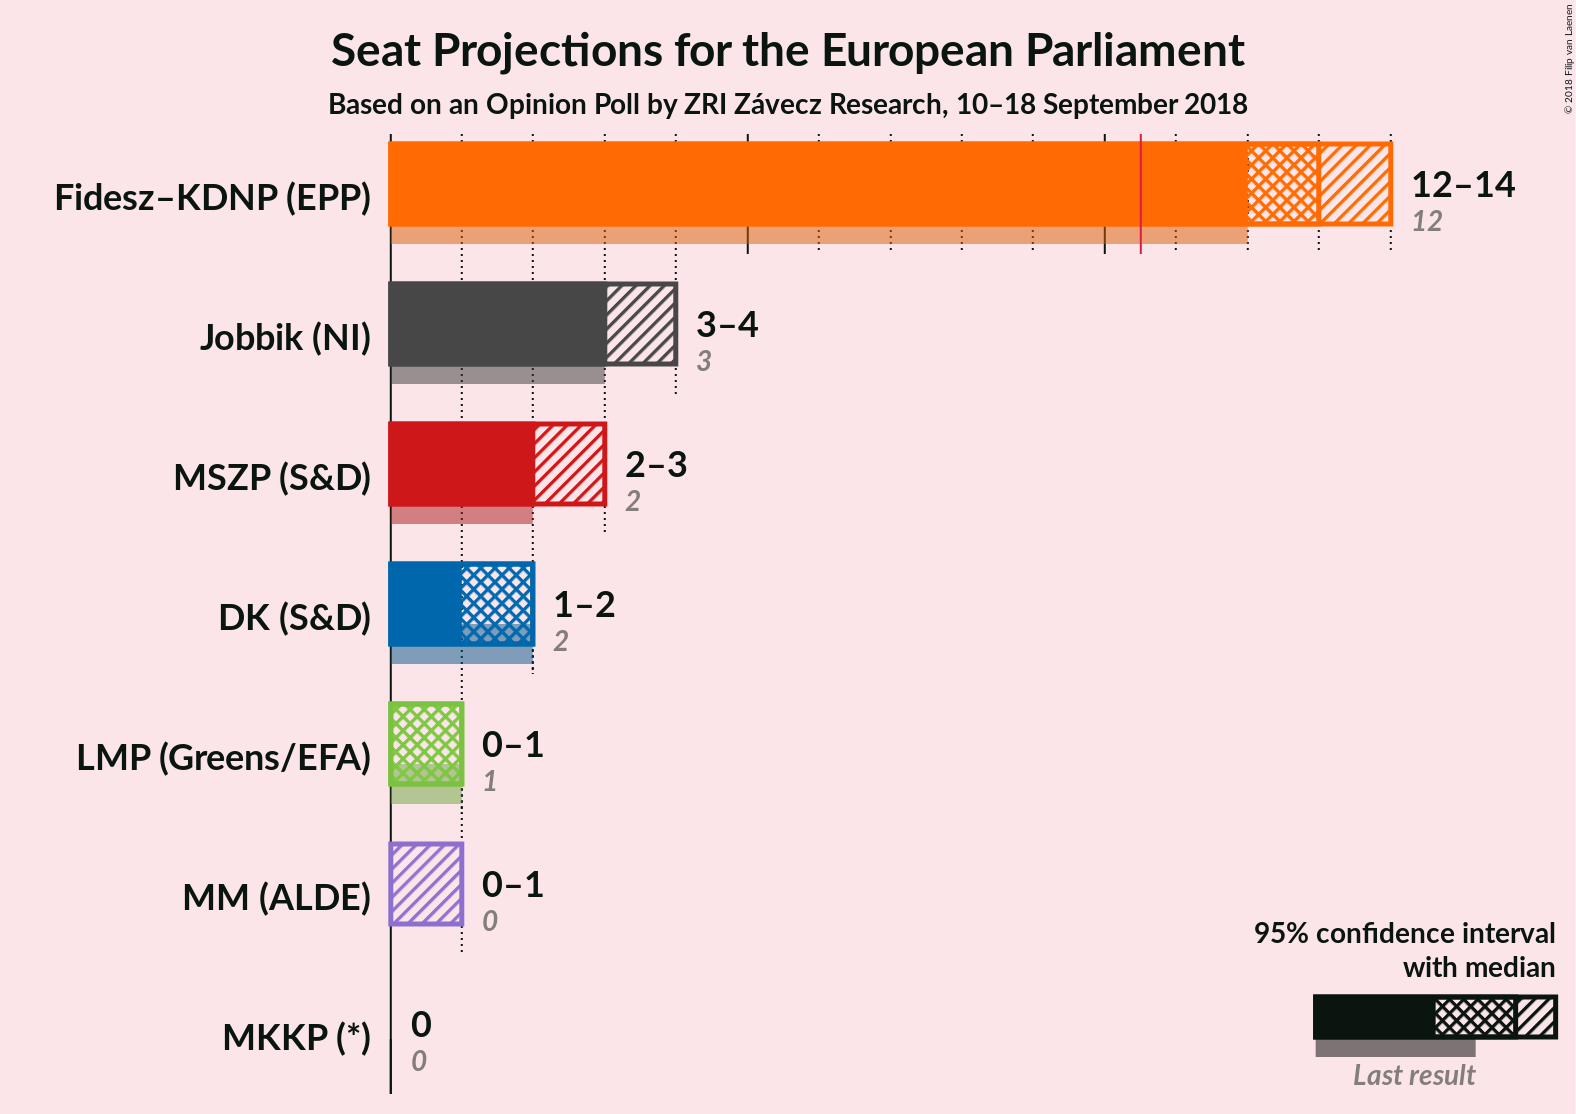 Seat Projections for the European Parliament
Based on an Opinion Poll by ZRI Závecz Research, 10–18 September 2018
© 2018 Filip van Laenen
Fidesz–KDNP (EPP)
12–14
12
Jobbik (NI)
3–4
3
MSZP (S&D)
2–3
2
DK (S&D)
1–2
2
LMP (Greens/EFA)
0–1
1
MM (ALDE)
0–1
0
MKKP (*)
0
0
95% confidence interval
with median
Last result